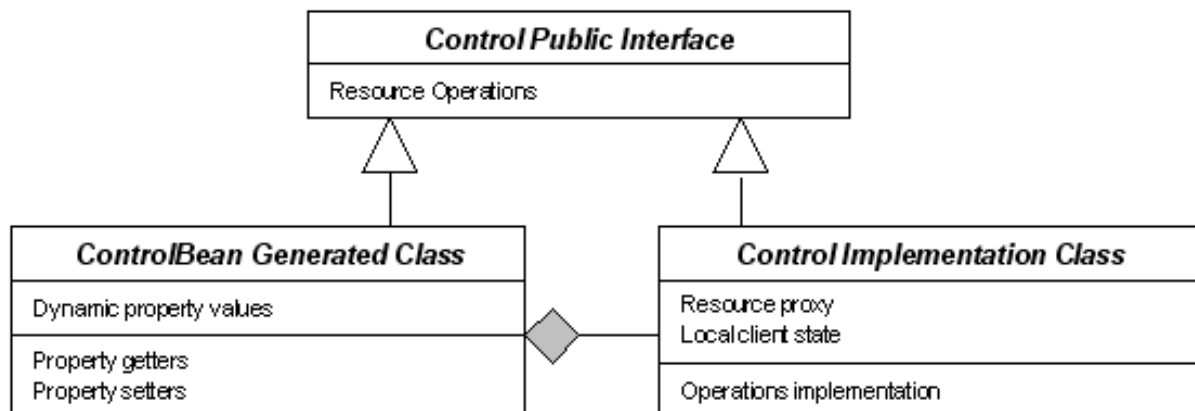 Control Public Interface
Resource Operations
ControlBean Generated Class
Dynamic property values
Property getters
Property setters
Control Implementation Class
Resource proxy
Local client state
Operations implementation